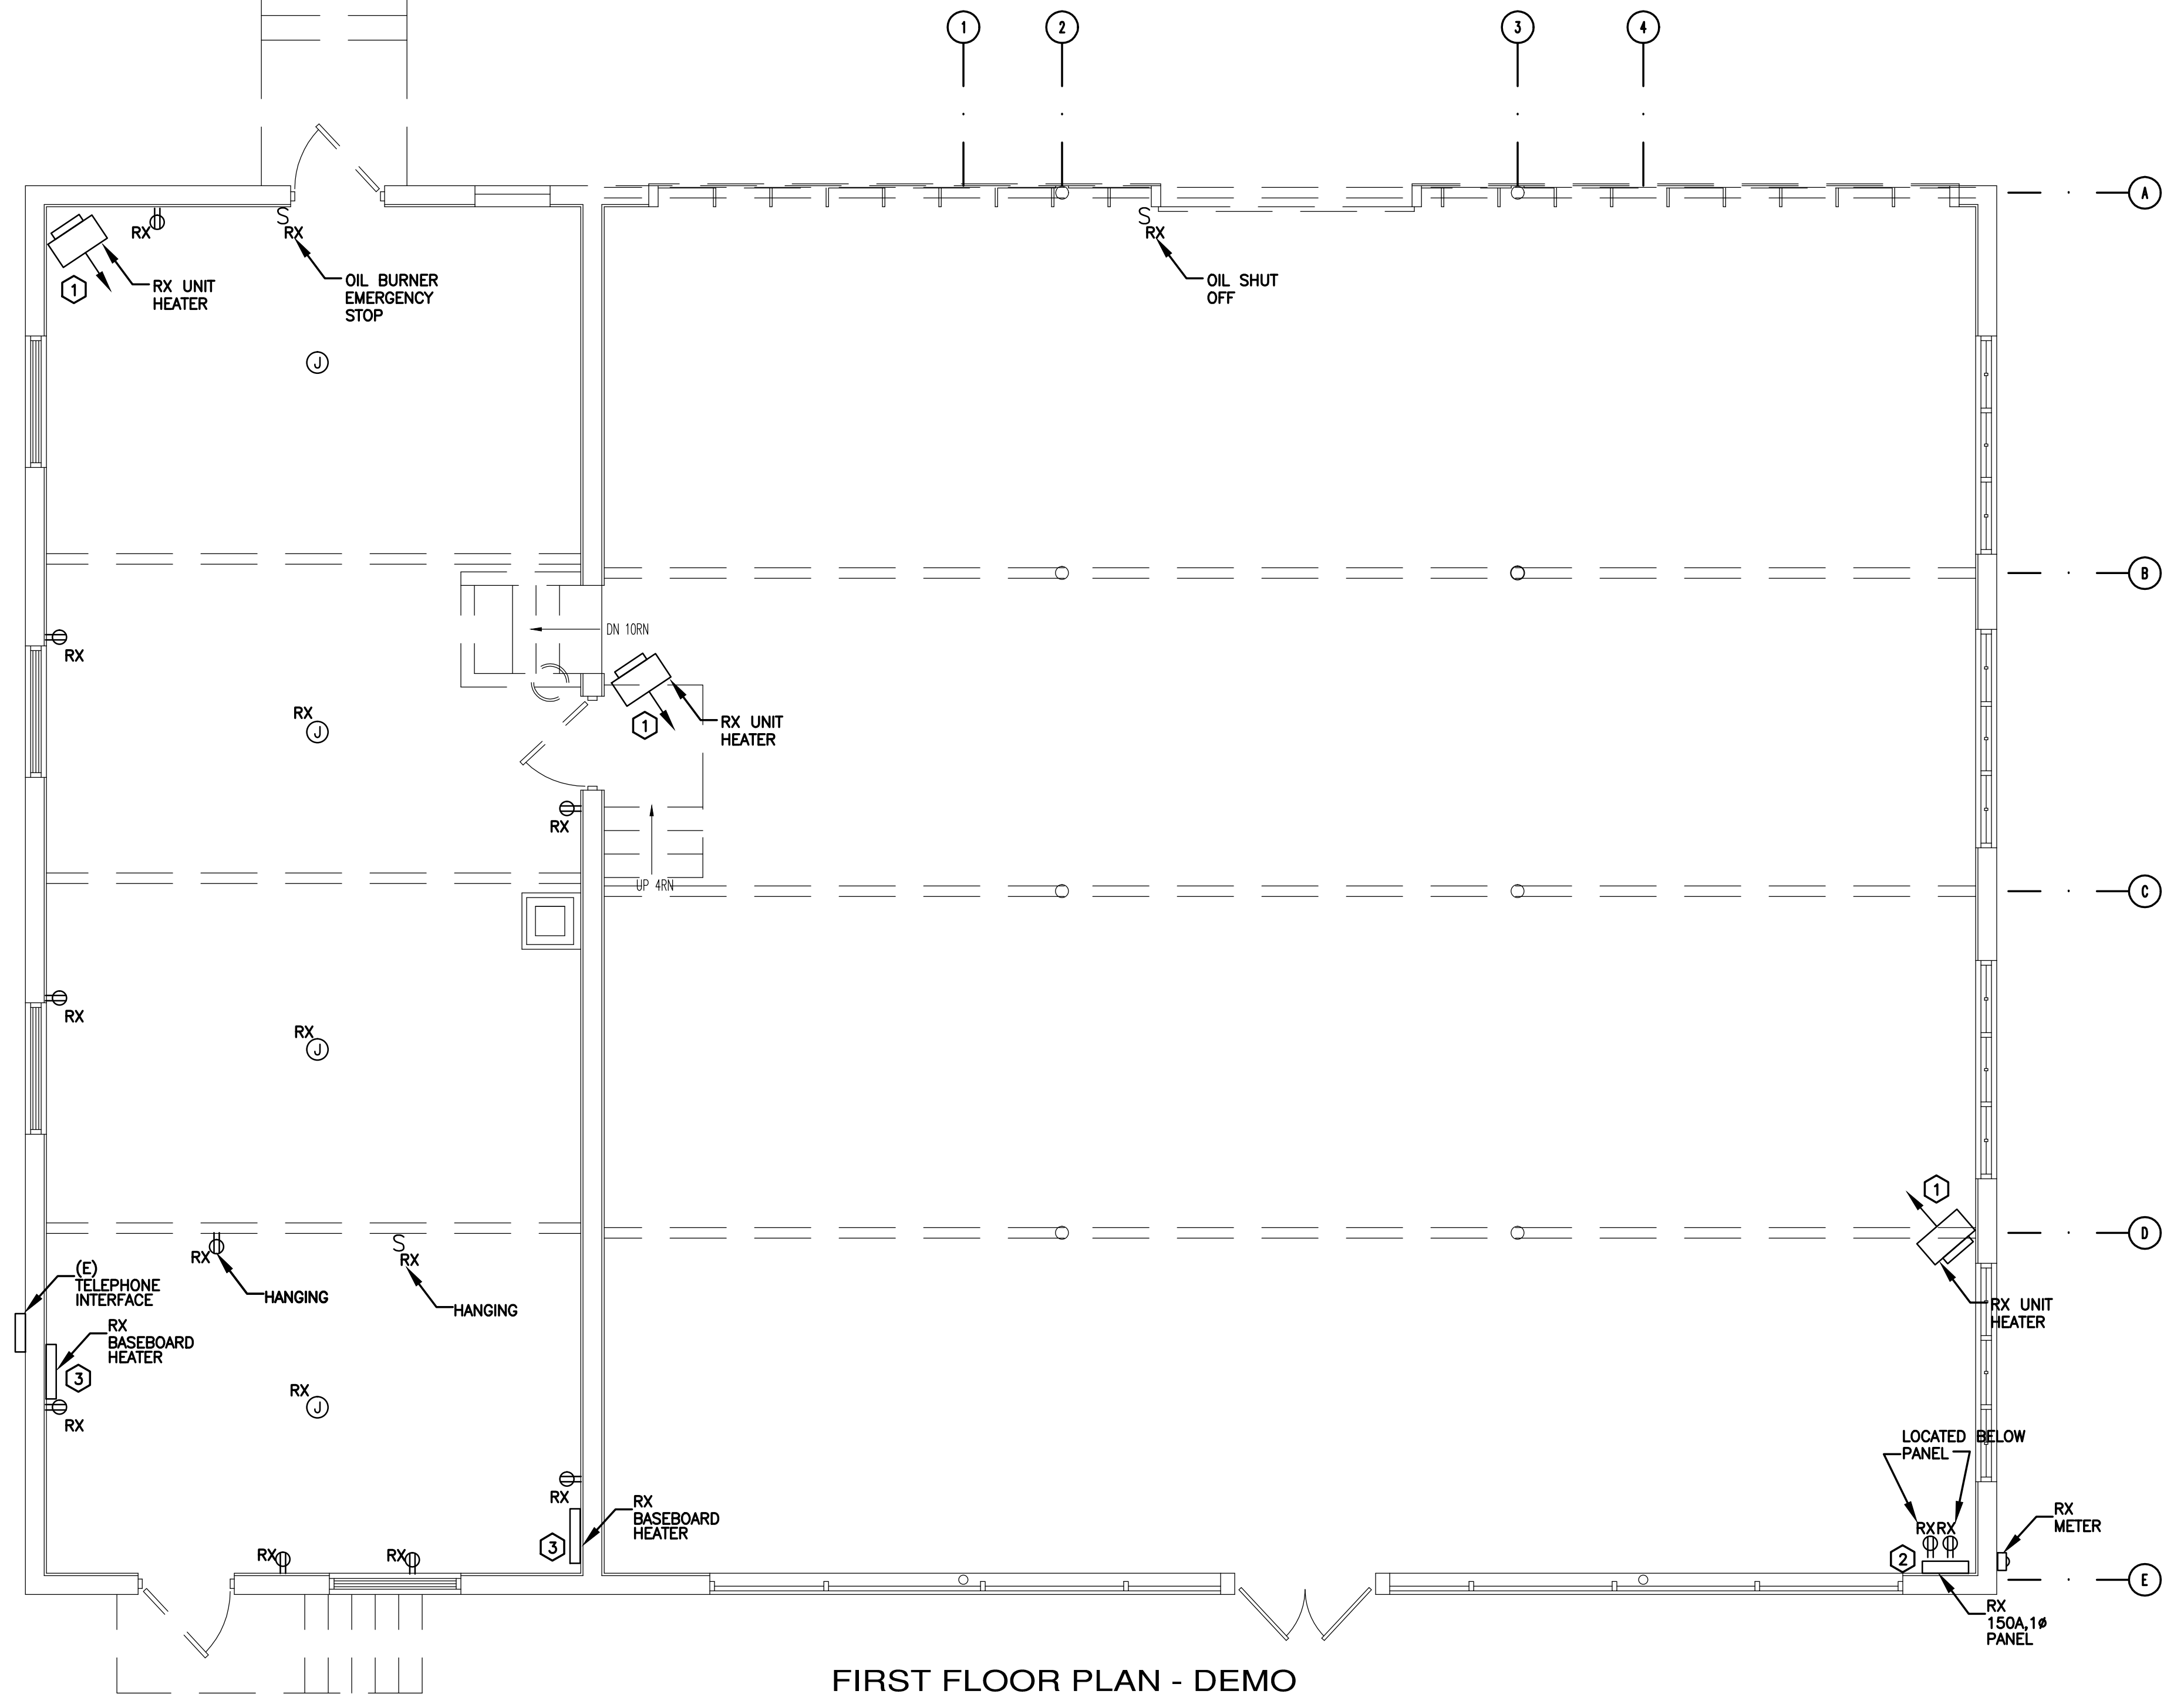 1
2
3
4
A
S
RX
RX
S
RX
RX UNIT
HEATER
1
OIL BURNER
EMERGENCY
STOP
OIL SHUT
OFF
J
B
DN 10RN
RX
RX
J
1
RX UNIT
HEATER
RX
UP 4RN
C
RX
RX
J
1
D
RX
HANGING
S
RX
HANGING
(E)
TELEPHONE
INTERFACE
RX
BASEBOARD
HEATER
3
RX
RX UNIT
HEATER
RX
J
LOCATED BELOW
PANEL
RX
RX
BASEBOARD
HEATER
3
RX
RX
RX
RX
2
RX
METER
E
RX
150A,1ø
PANEL
FIRST FLOOR PLAN - DEMO